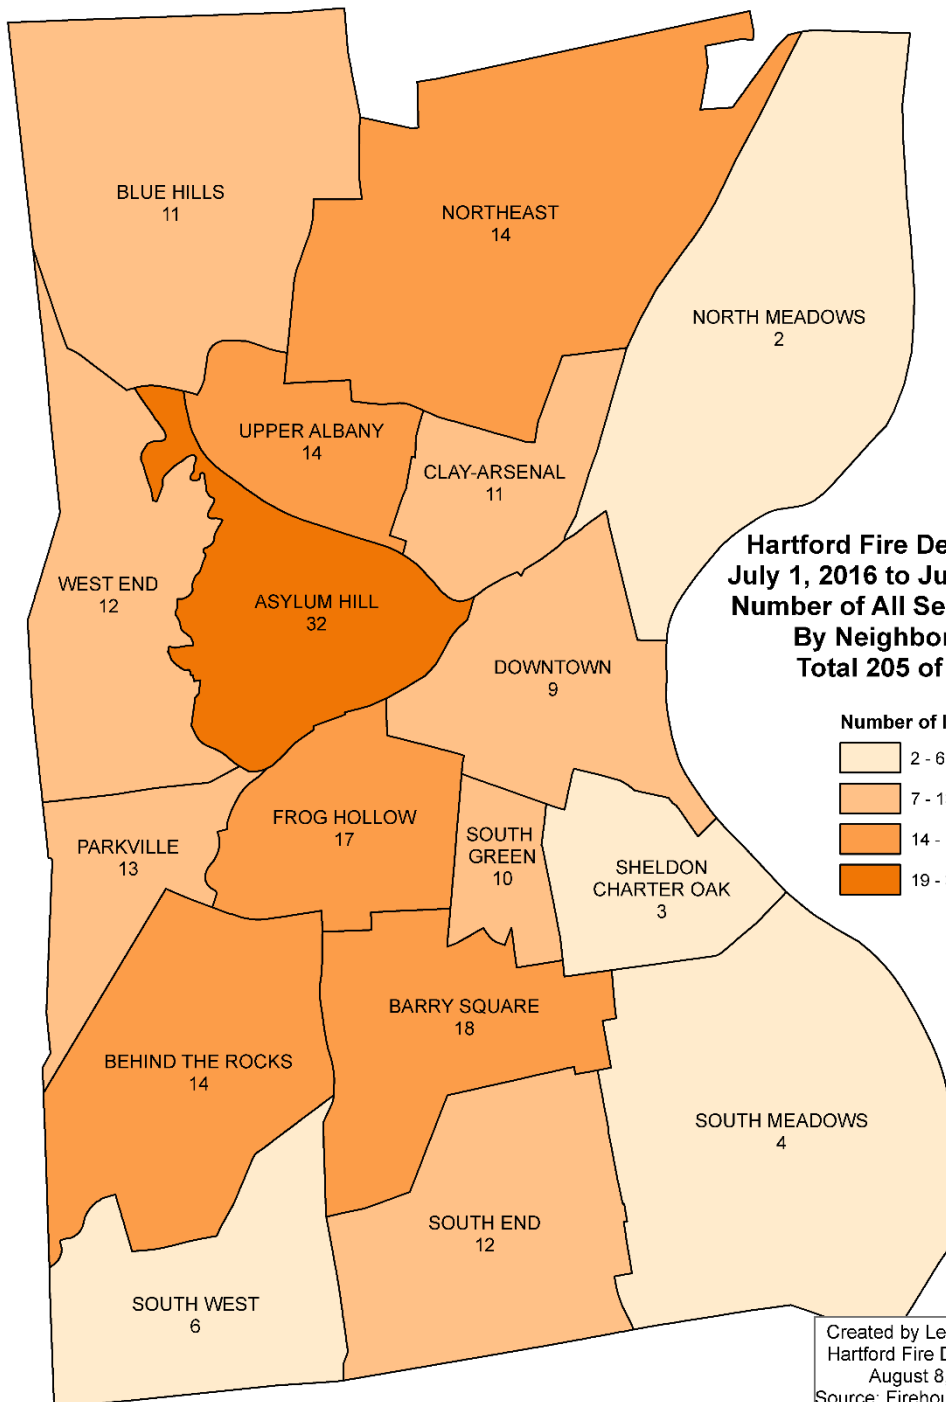 BLUE HILLS
11
NORTHEAST
14
NORTH MEADOWS
2
UPPER ALBANY
14
CLAY-ARSENAL
11
WEST END
12
ASYLUM HILL
32
DOWNTOWN
9
Hartford Fire De
July 1, 2016 to Ju
Number of All Se
By Neighbor
Total 205 of
Number of
2 - 6
7 - 1
14 -
19 -
FROG HOLLOW
17
SOUTH
GREEN
10
PARKVILLE
13
SHELDON
CHARTER OAK
3
BARRY SQUARE
18
BEHIND THE ROCKS
14
SOUTH MEADOWS
4
SOUTH END
12
SOUTH WEST
6
Created by Le
Hartford Fire D
August 8
Source: Firehou